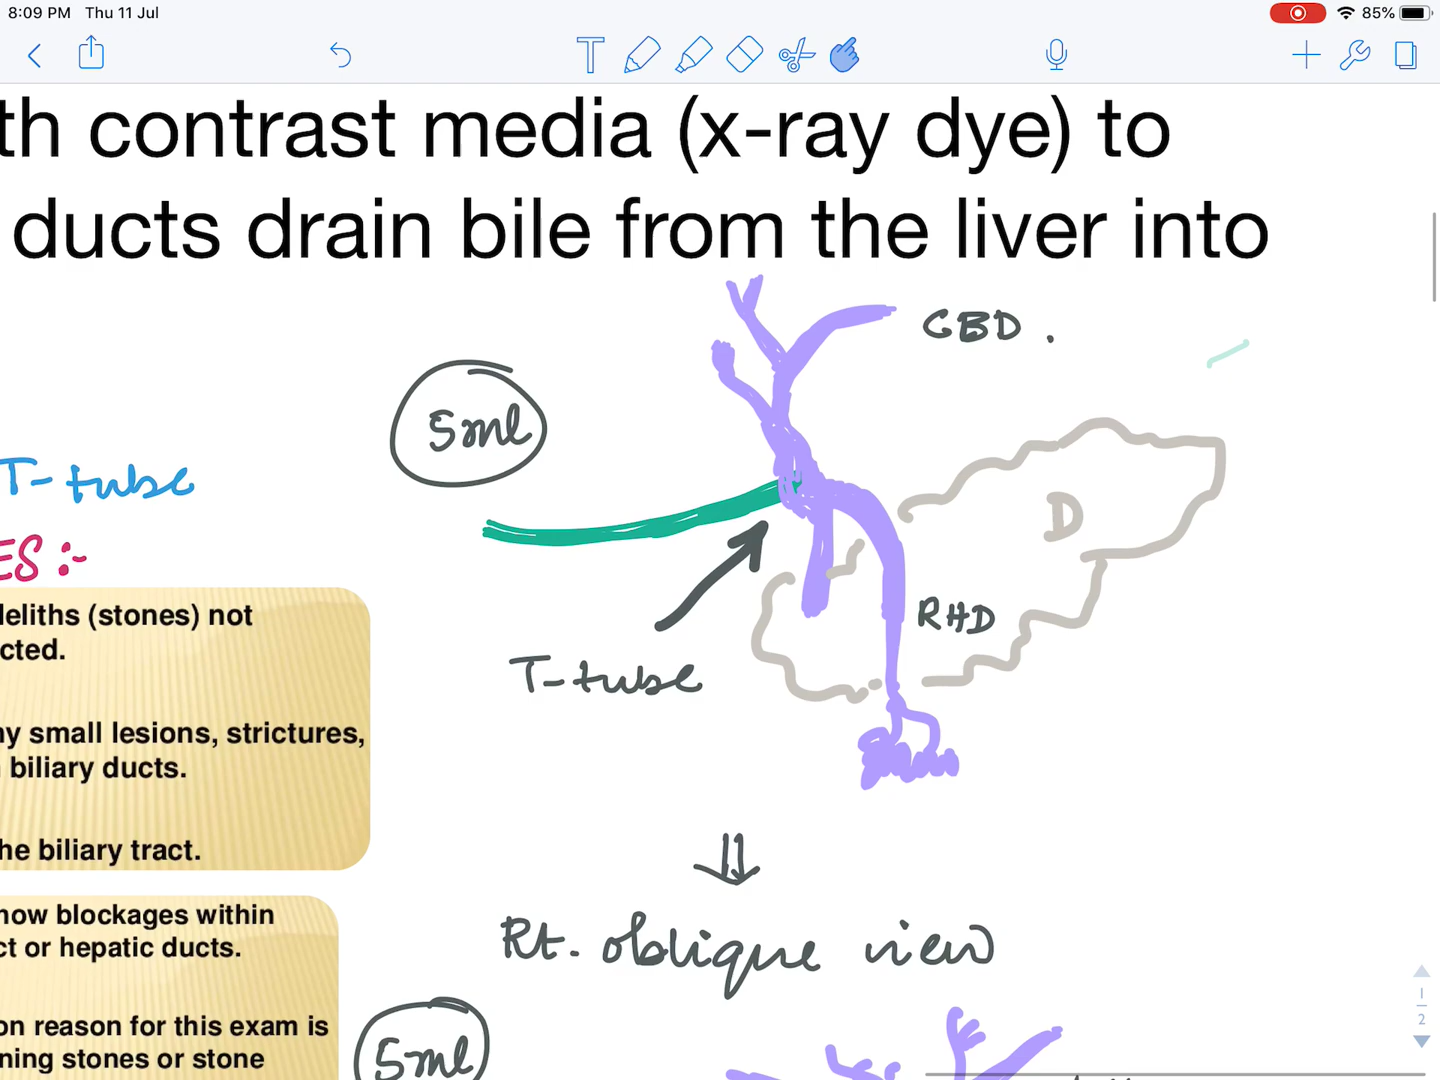 8:09 PM Thu 11 Jul 85%
th contrast media (x-ray dye) to
ducts drain bile from the liver into
CBD.
5ml
T-tube
D
ES :-
leliths (stones) not
cted.
RHD
T-tube
ny small lesions, strictures,
biliary ducts.
he biliary tract.
Rt. oblique view
now blockages within
ct or hepatic ducts.
on reason for this exam is
ning stones or stone
5ml
1
2